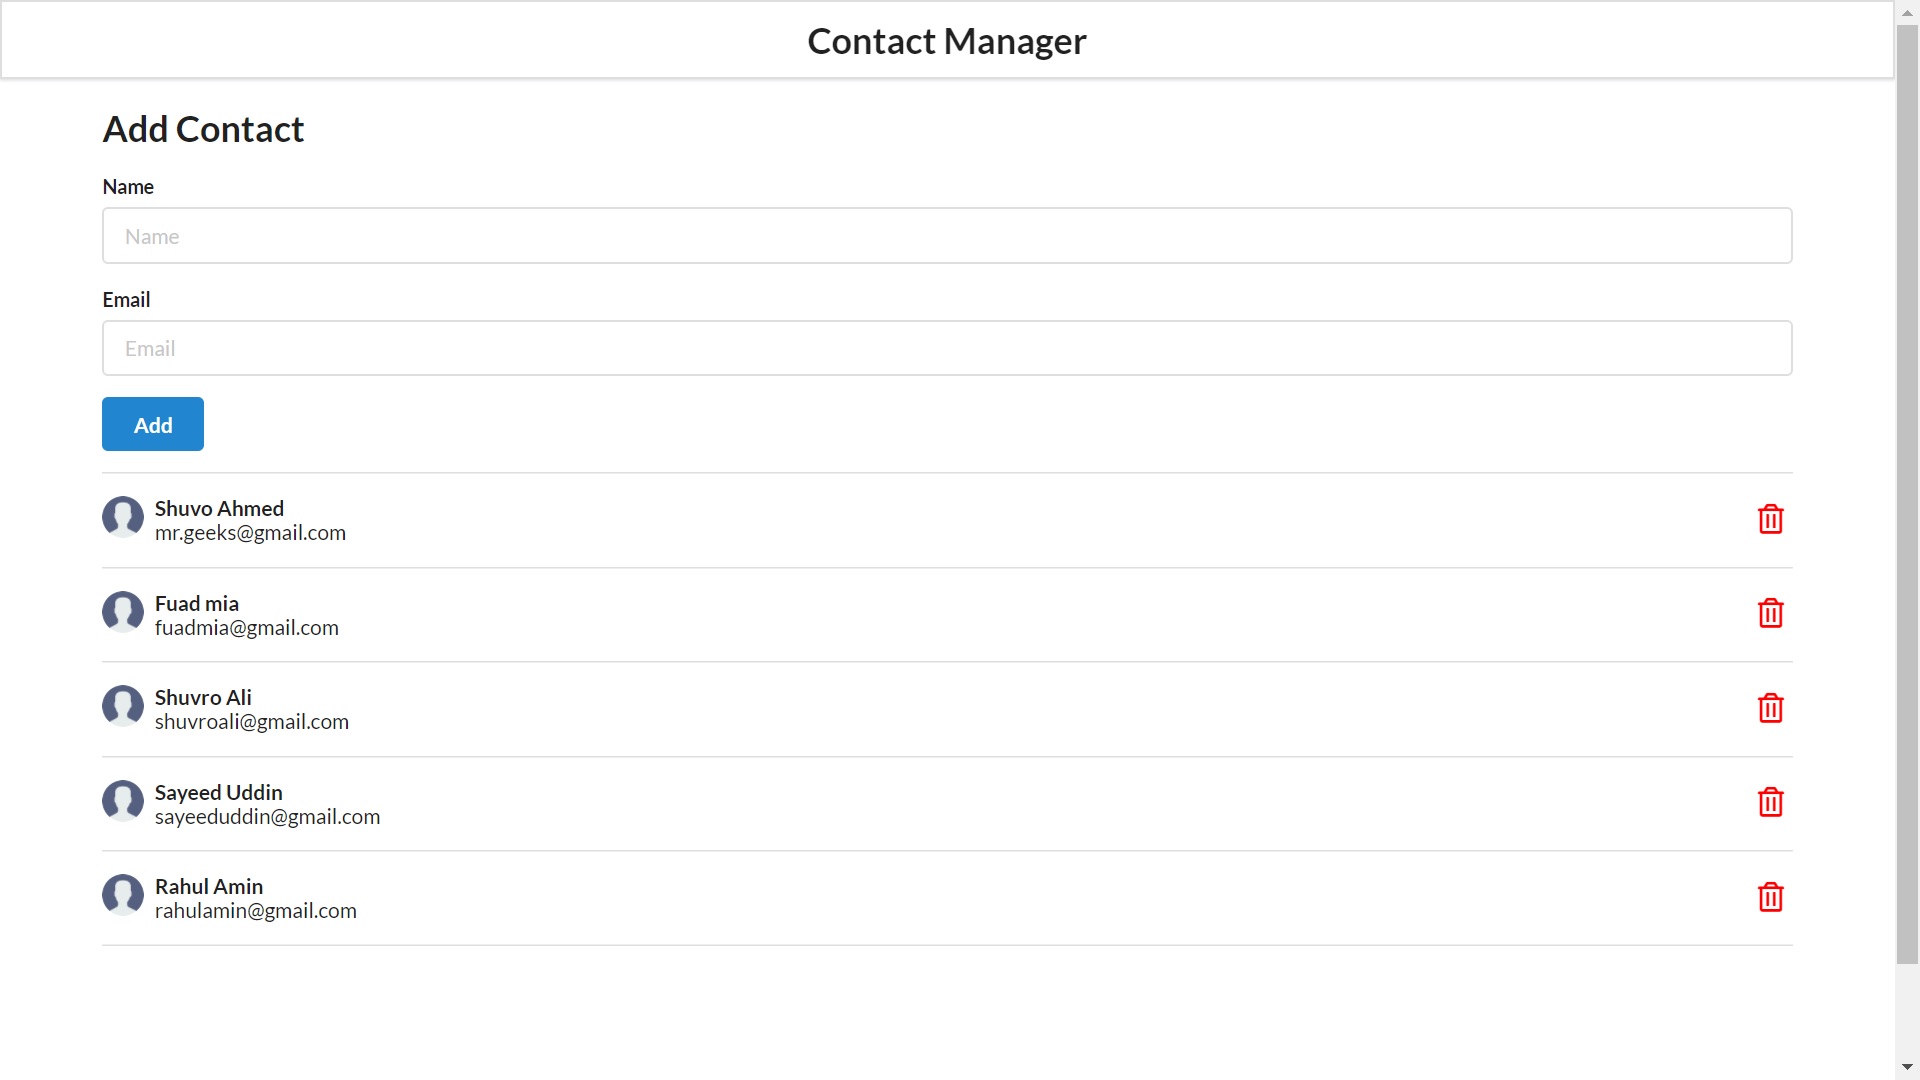 Contact Manager
Add Contact
Name
Name
Email
Email
Add
Shuvo Ahmed
mr.geeks@gmail.com
Fuad mia
fuadmia@gmail.com
Shuvro Ali
shuvroali@gmail.com
Sayeed Uddin
sayeeduddin@gmail.com
Rahul Amin
rahulamin@gmail.com